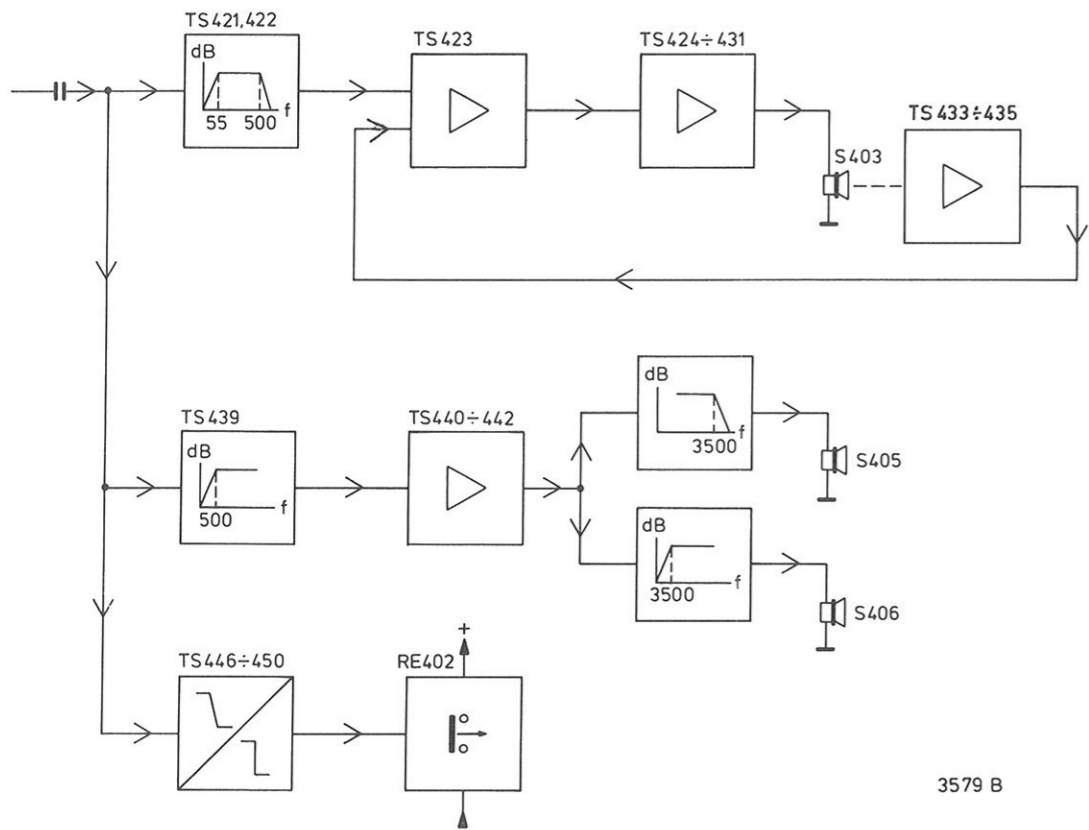 TS421,422
dB
f
55 500
TS423
TS424÷431
S403
TS433÷435
TS439
dB
f
500
TS440÷442
dB
f
3500
S405
dB
f
3500
S406
TS446÷450
RE402
+
3579 B